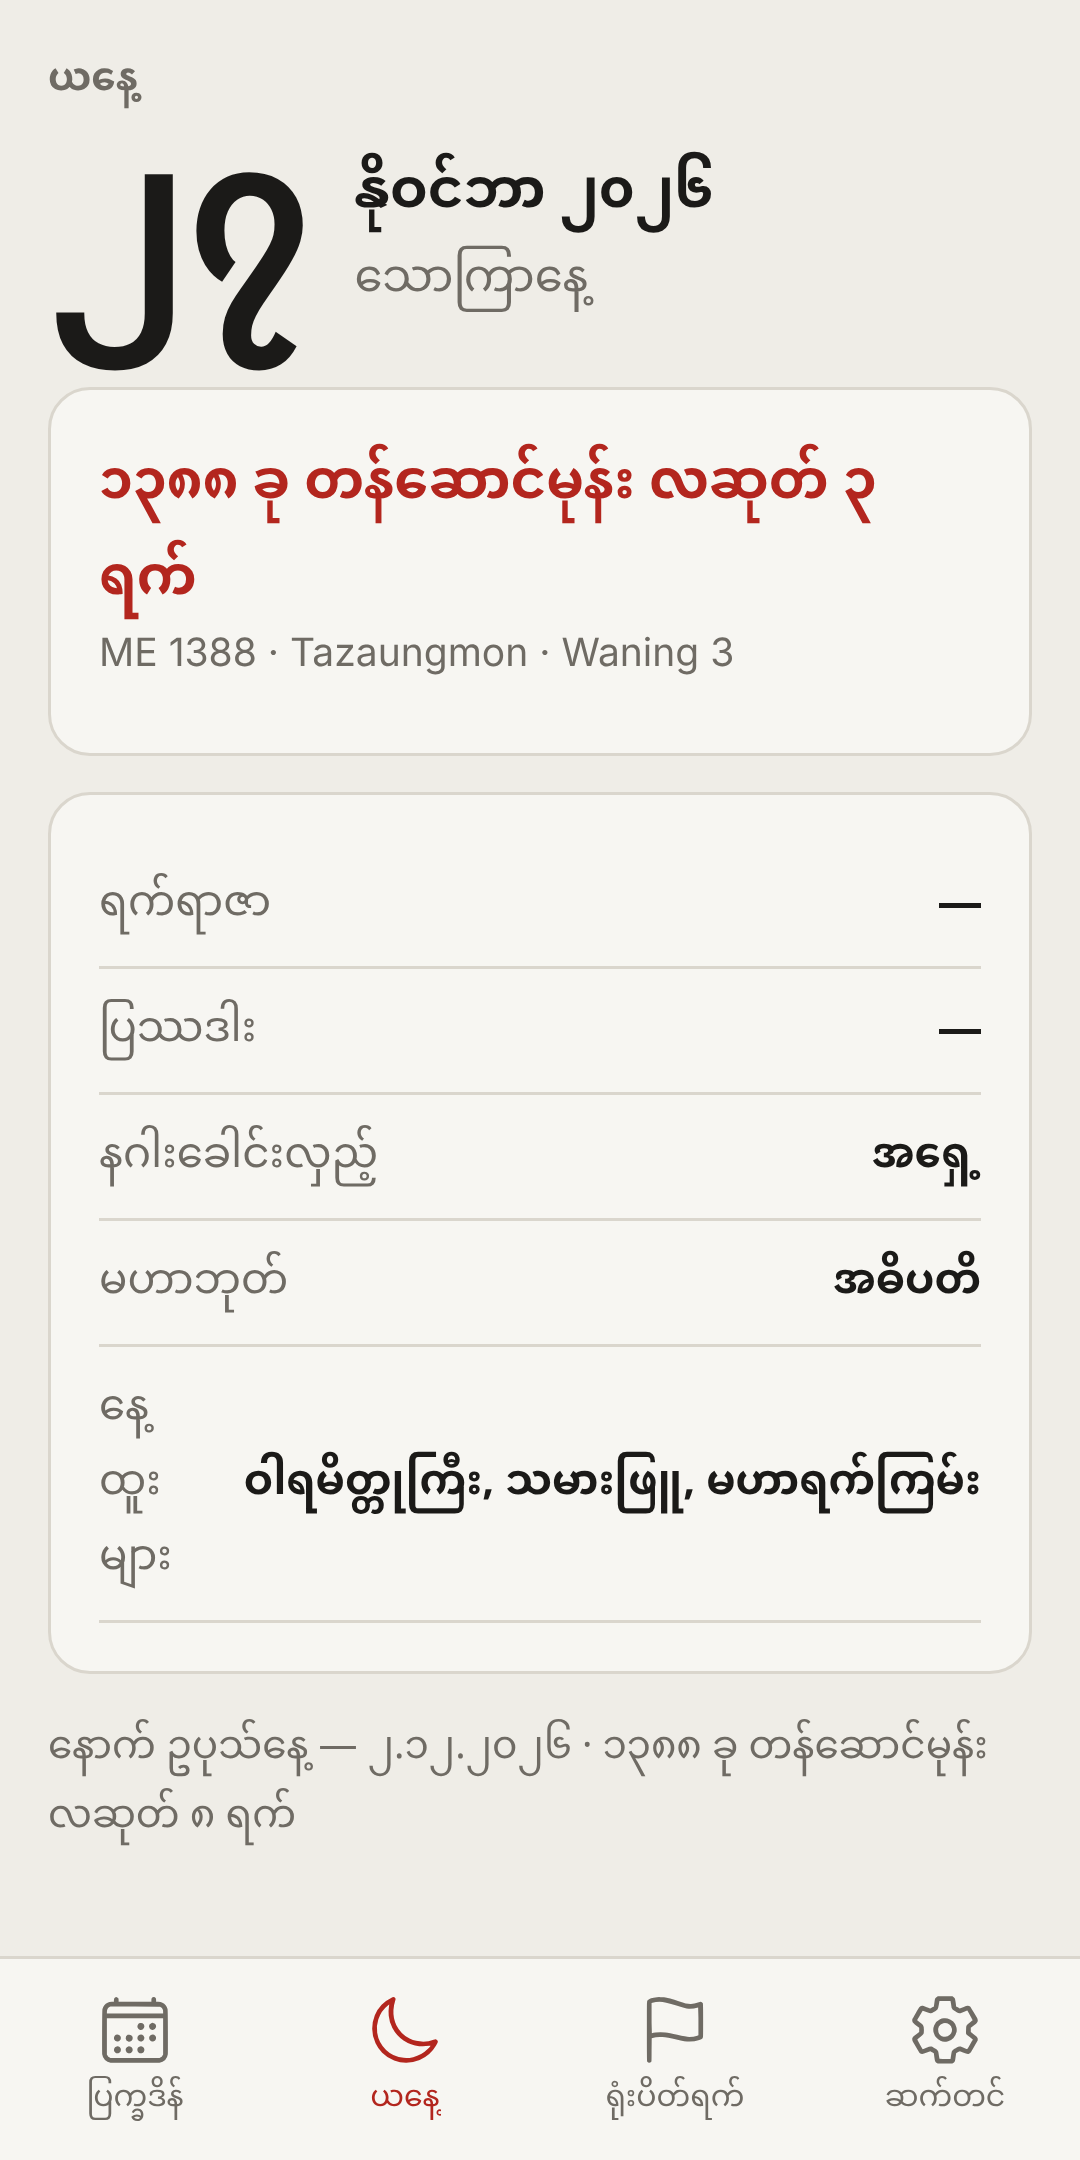 ယနေ့
၂၇
နိုဝင်ဘာ ၂၀၂၆
သောကြာနေ့
၁၃၈၈ ခု တန်ဆောင်မုန်း လဆုတ် ၃
ရက်
ME 1388 · Tazaungmon · Waning 3
ရက်ရာဇာ —
ပြဿဒါး —
နဂါးခေါင်းလှည့် အရှေ့
မဟာဘုတ် အဓိပတိ
နေ့
ထူး
များ
ဝါရမိတ္တုကြီး, သမားဖြူ, မဟာရက်ကြမ်း
နောက် ဥပုသ်နေ့ — ၂.၁၂.၂၀၂၆ · ၁၃၈၈ ခု တန်ဆောင်မုန်း
လဆုတ် ၈ ရက်
ပြက္ခဒိန် ယနေ့ ရုံးပိတ်ရက် ဆက်တင်